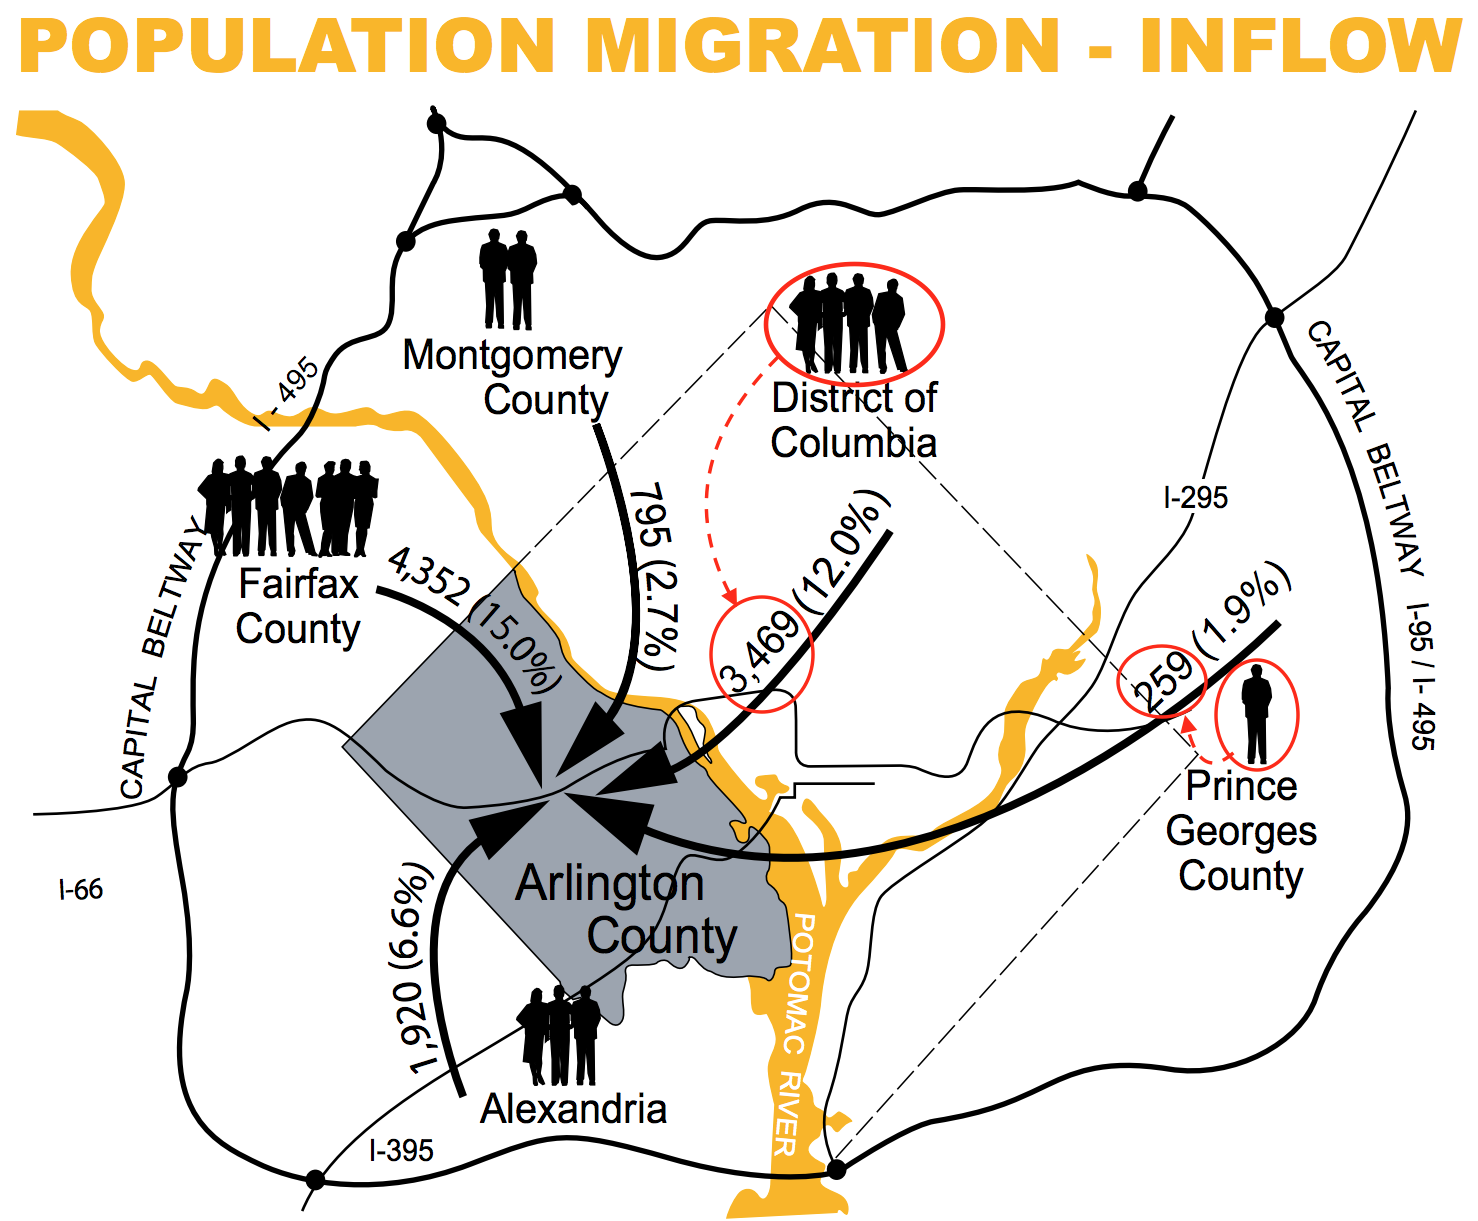 POPULATION MIGRATION - INFLOW
I - 495
Montgomery
County
District of
Columbia
CAPITAL BELTWAY
I-95 / I- 495
I-295
CAPITAL BELTWAY
Fairfax
County
4,352 (15.0%)
795 (2.7%)
3,469 (12.0%)
259 (1.9%)
Prince
Georges
County
I-66
Arlington
County
1,920 (6.6%)
POTOMAC RIVER
Alexandria
I-395